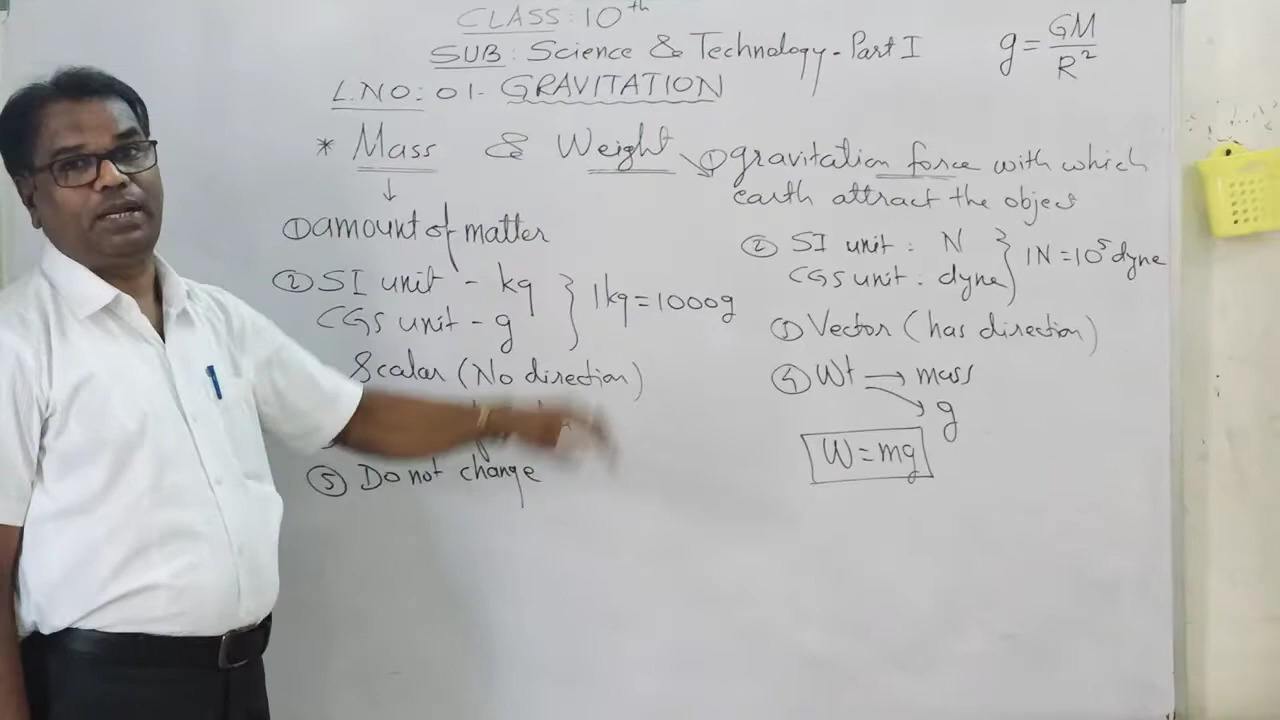 CLASS: 10th
SUB: Science & Technology - Part I
g = GM/R²
L.NO: 01- GRAVITATION
* Mass & Weight
① gravitation force with which
earth attract the object
↓
① amount of matter
② SI unit - kg
CGS unit - g
} 1kg = 1000g
Scalar (No direction)
⑤ Do not change
② SI unit : N
CGS unit : dyne
} 1N = 10⁵ dyne
③ Vector (has direction)
④ Wt → mass
→ g
W = mg